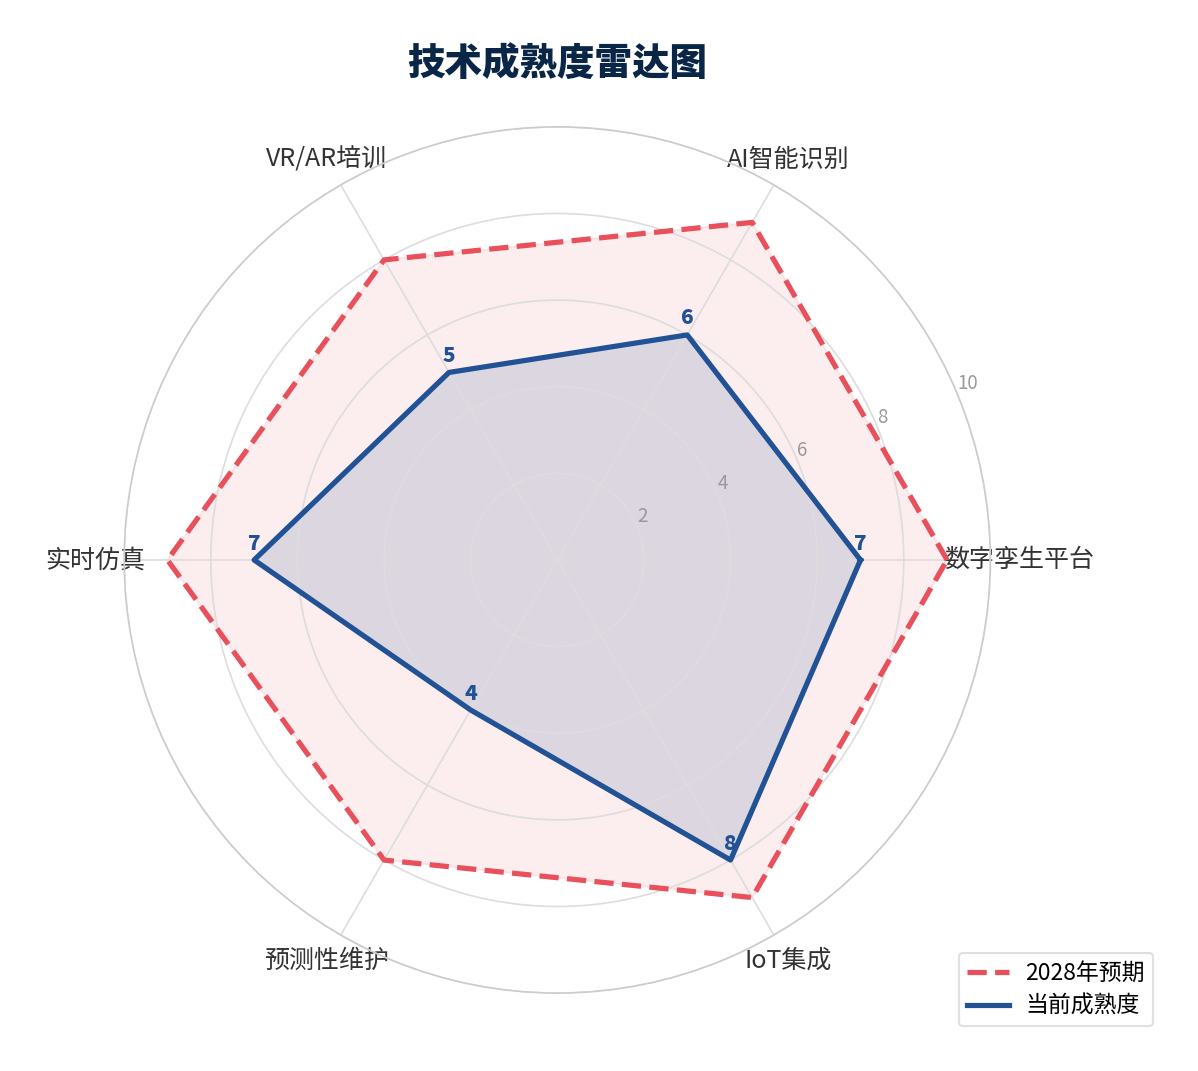 技术成熟度雷达图
VR/AR培训
AI智能识别
6
5
10
8
6
4
2
7
7
实时仿真
数字孪生平台
4
8
预测性维护
IoT集成
2028年预期
当前成熟度